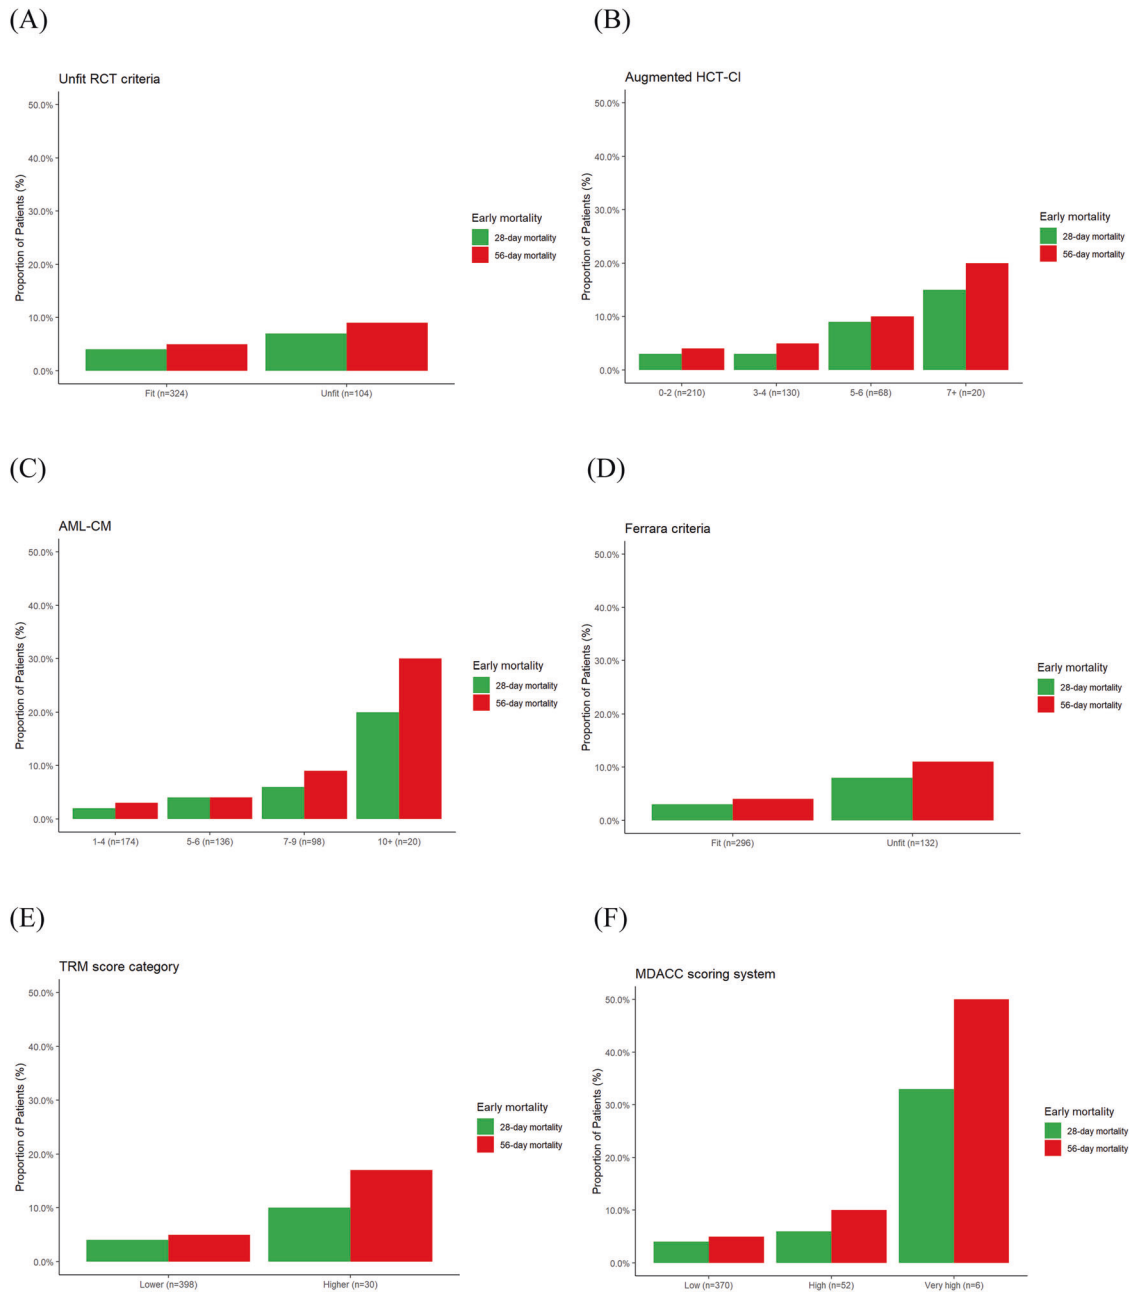 (A)
Unfit RCT criteria
50.0%
40.0%
30.0%
20.0%
10.0%
0.0%
Proportion of Patients (%)
Fit (n=324)
Unfit (n=104)
Early mortality
28-day mortality
56-day mortality
(B)
Augmented HCT-CI
50.0%
40.0%
30.0%
20.0%
10.0%
0.0%
Proportion of Patients (%)
0-2 (n=210)
3-4 (n=130)
5-6 (n=68)
7+ (n=20)
Early mortality
28-day mortality
56-day mortality
(C)
AML-CM
50.0%
40.0%
30.0%
20.0%
10.0%
0.0%
Proportion of Patients (%)
1-4 (n=174)
5-6 (n=136)
7-9 (n=98)
10+ (n=20)
Early mortality
28-day mortality
56-day mortality
(D)
Ferrara criteria
50.0%
40.0%
30.0%
20.0%
10.0%
0.0%
Proportion of Patients (%)
Fit (n=296)
Unfit (n=132)
Early mortality
28-day mortality
56-day mortality
(E)
TRM score category
50.0%
40.0%
30.0%
20.0%
10.0%
0.0%
Proportion of Patients (%)
Lower (n=398)
Higher (n=30)
Early mortality
28-day mortality
56-day mortality
(F)
MDACC scoring system
50.0%
40.0%
30.0%
20.0%
10.0%
0.0%
Proportion of Patients (%)
Low (n=370)
High (n=52)
Very high (n=6)
Early mortality
28-day mortality
56-day mortality